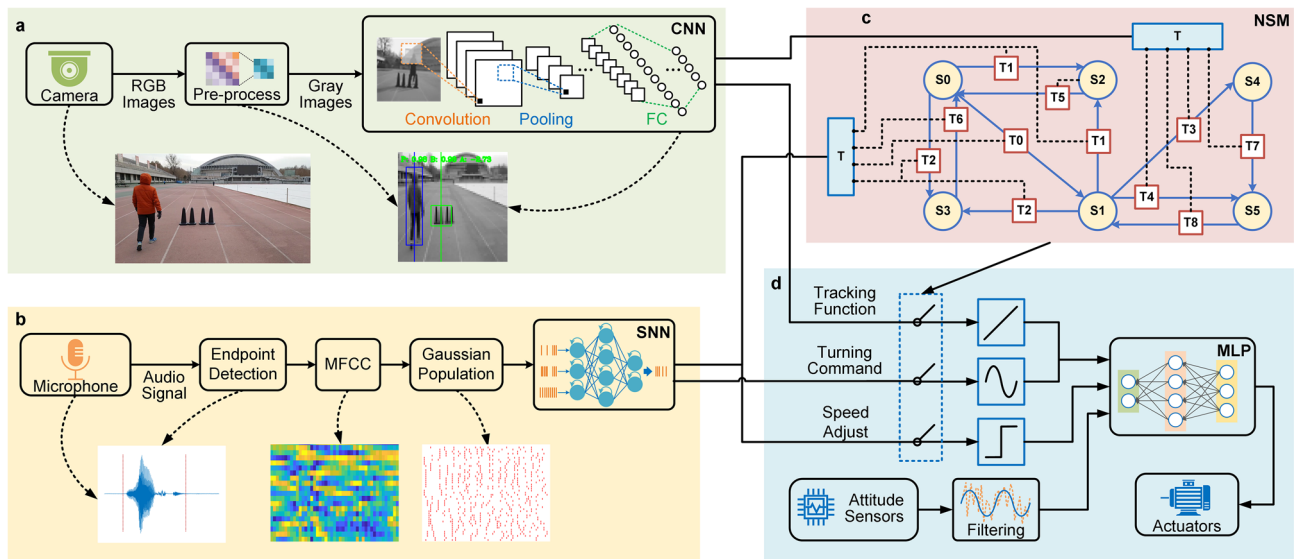 a
CNN
Camera
RGB
Images
Pre-process
Gray
Images
Convolution
Pooling
FC
b
SNN
Microphone
Audio
Signal
Endpoint
Detection
MFCC
Gaussian
Population
c
NSM
T
T
S0
T1
S2
S4
T5
T6
T0
T1
T3
T7
T2
S3
T2
S1
T4
T8
S5
d
Tracking
Function
Turning
Command
Speed
Adjust
MLP
Attitude
Sensors
Filtering
Actuators